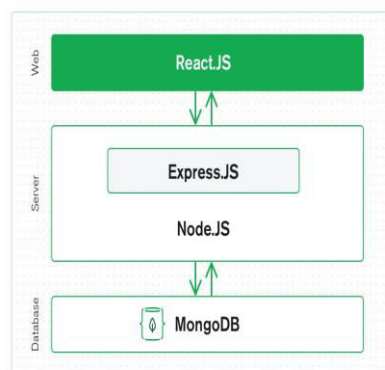 Web
React.JS
Server
Express.JS
Node.JS
Database
MongoDB